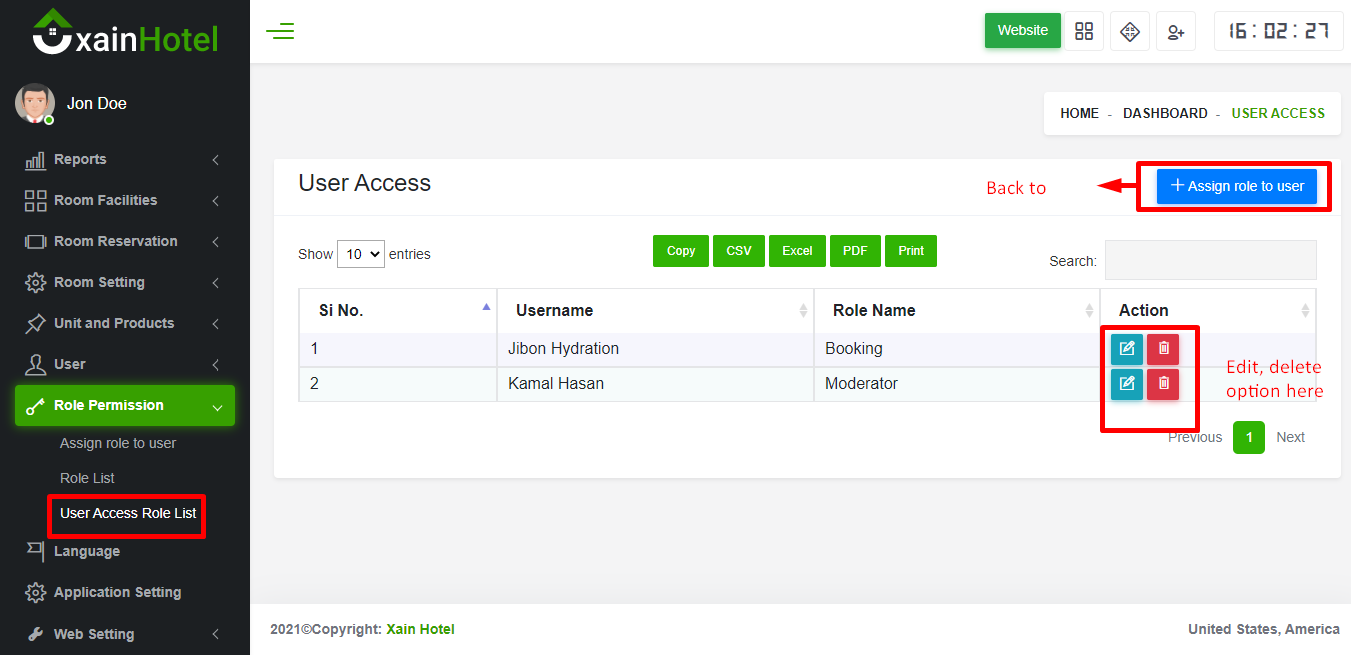 xainHotel
Website
16:02:27
Jon Doe
HOME - DASHBOARD - USER ACCESS
Reports
Room Facilities
Room Reservation
Room Setting
Unit and Products
User
Role Permission
Assign role to user
Role List
User Access Role List
Language
Application Setting
Web Setting
User Access
Back to
+ Assign role to user
Show 10 entries
Copy CSV Excel PDF Print
Search:
Si No. Username Role Name Action
1 Jibon Hydration Booking
2 Kamal Hasan Moderator
Edit, delete
option here
Previous 1 Next
2021©Copyright: Xain Hotel
United States, America